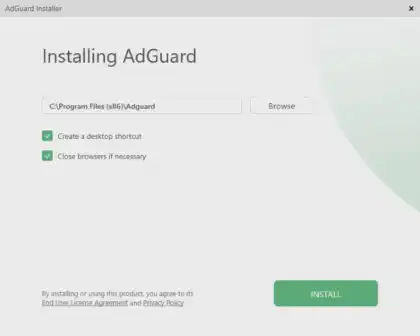 AdGuard Installer
Installing AdGuard
C:\Program Files (x86)\Adguard
Browse
Create a desktop shortcut
Close browsers if necessary
By installing or using this product, you agree to its
End User License Agreement and Privacy Policy
INSTALL